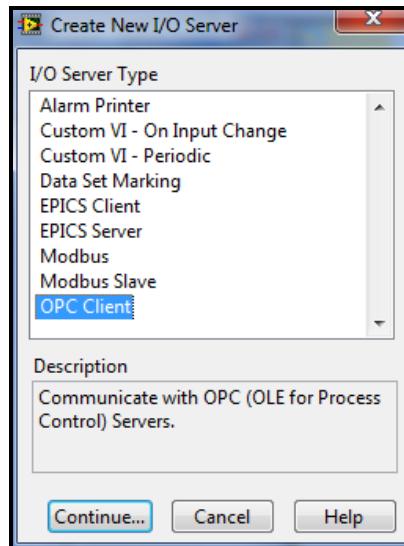 Create New I/O Server
I/O Server Type
Alarm Printer
Custom VI - On Input Change
Custom VI - Periodic
Data Set Marking
EPICS Client
EPICS Server
Modbus
Modbus Slave
OPC Client
Description
Communicate with OPC (OLE for Process
Control) Servers.
Continue... Cancel Help